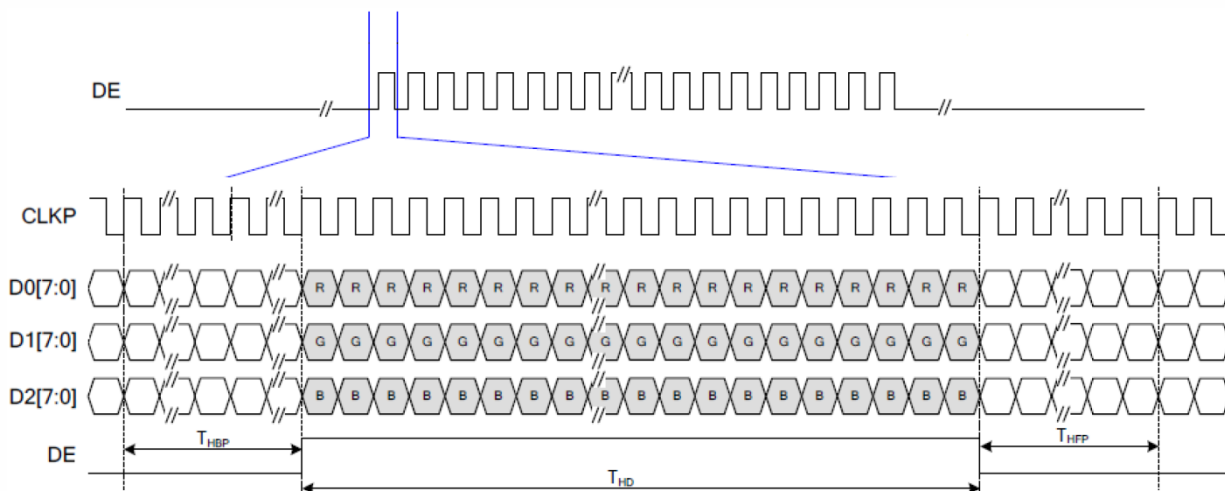 DE
CLKP
D0[7:0] R R R R R R R R R R R R R R R R R R R
D1[7:0] G G G G G G G G G G G G G G G G G G G
D2[7:0] B B B B B B B B B B B B B B B B B B B
THBP THFP
DE
THD